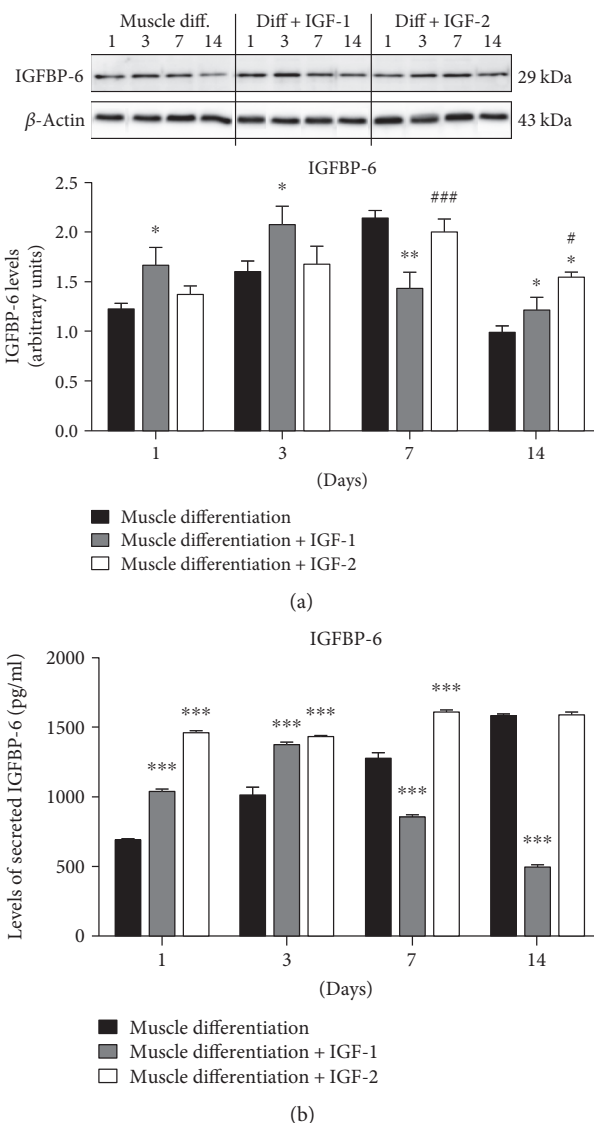 Muscle diff. Diff + IGF-1 Diff + IGF-2
1 3 7 14 1 3 7 14 1 3 7 14
IGFBP-6 29 kDa
β-Actin 43 kDa
IGFBP-6
IGFBP-6 levels
(arbitrary units)
2.5
2.0
1.5
1.0
0.5
0.0
* * ** ### * # *
1 3 7 14
(Days)
Muscle differentiation
Muscle differentiation + IGF-1
Muscle differentiation + IGF-2
(a)
IGFBP-6
Levels of secreted IGFBP-6 (pg/ml)
2000
1500
1000
500
0
*** *** *** *** *** *** ***
1 3 7 14
(Days)
Muscle differentiation
Muscle differentiation + IGF-1
Muscle differentiation + IGF-2
(b)